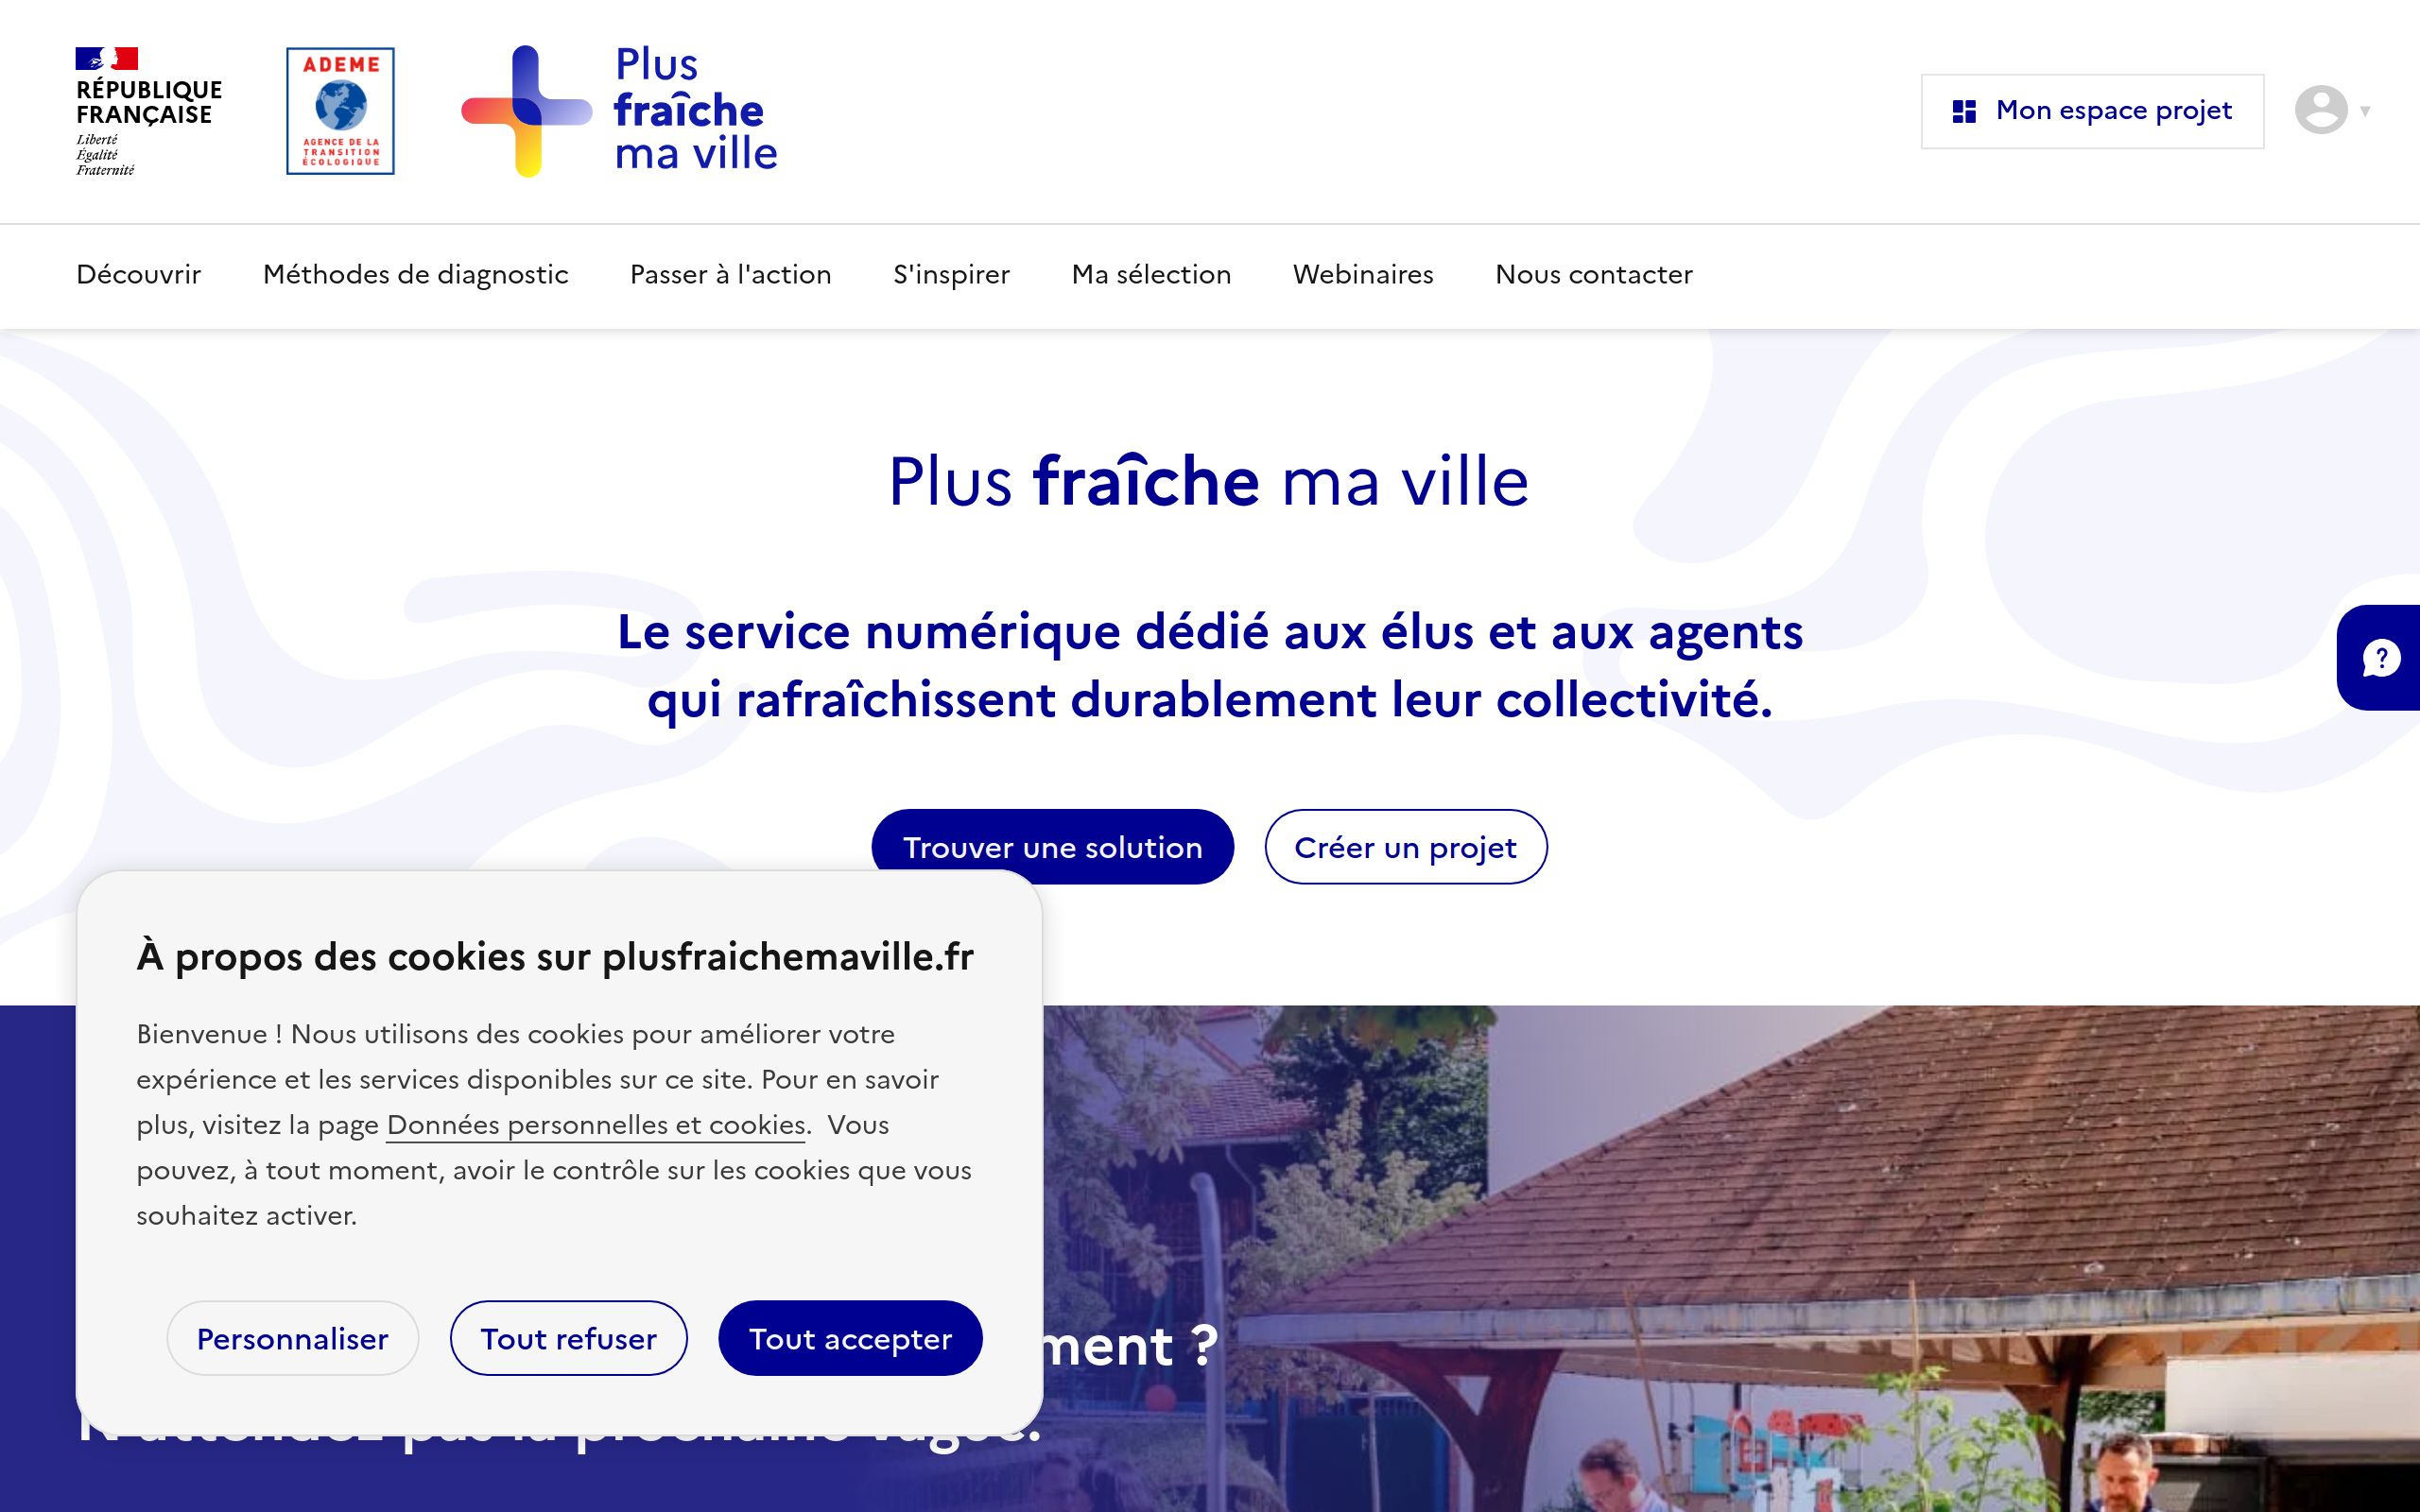 RÉPUBLIQUE
FRANÇAISE
Liberté
Égalité
Fraternité
ADEME
AGENCE DE LA
TRANSITION
ÉCOLOGIQUE
Plus
fraîche
ma ville
Mon espace projet
Découvrir
Méthodes de diagnostic
Passer à l'action
S'inspirer
Ma sélection
Webinaires
Nous contacter
Plus fraîche ma ville
Le service numérique dédié aux élus et aux agents
qui rafraîchissent durablement leur collectivité.
Trouver une solution
Créer un projet
À propos des cookies sur plusfraichemaville.fr
Bienvenue ! Nous utilisons des cookies pour améliorer votre
expérience et les services disponibles sur ce site. Pour en savoir
plus, visitez la page Données personnelles et cookies. Vous
pouvez, à tout moment, avoir le contrôle sur les cookies que vous
souhaitez activer.
Personnaliser
Tout refuser
Tout accepter
ment ?
N'attendez pas la prochaine vague.